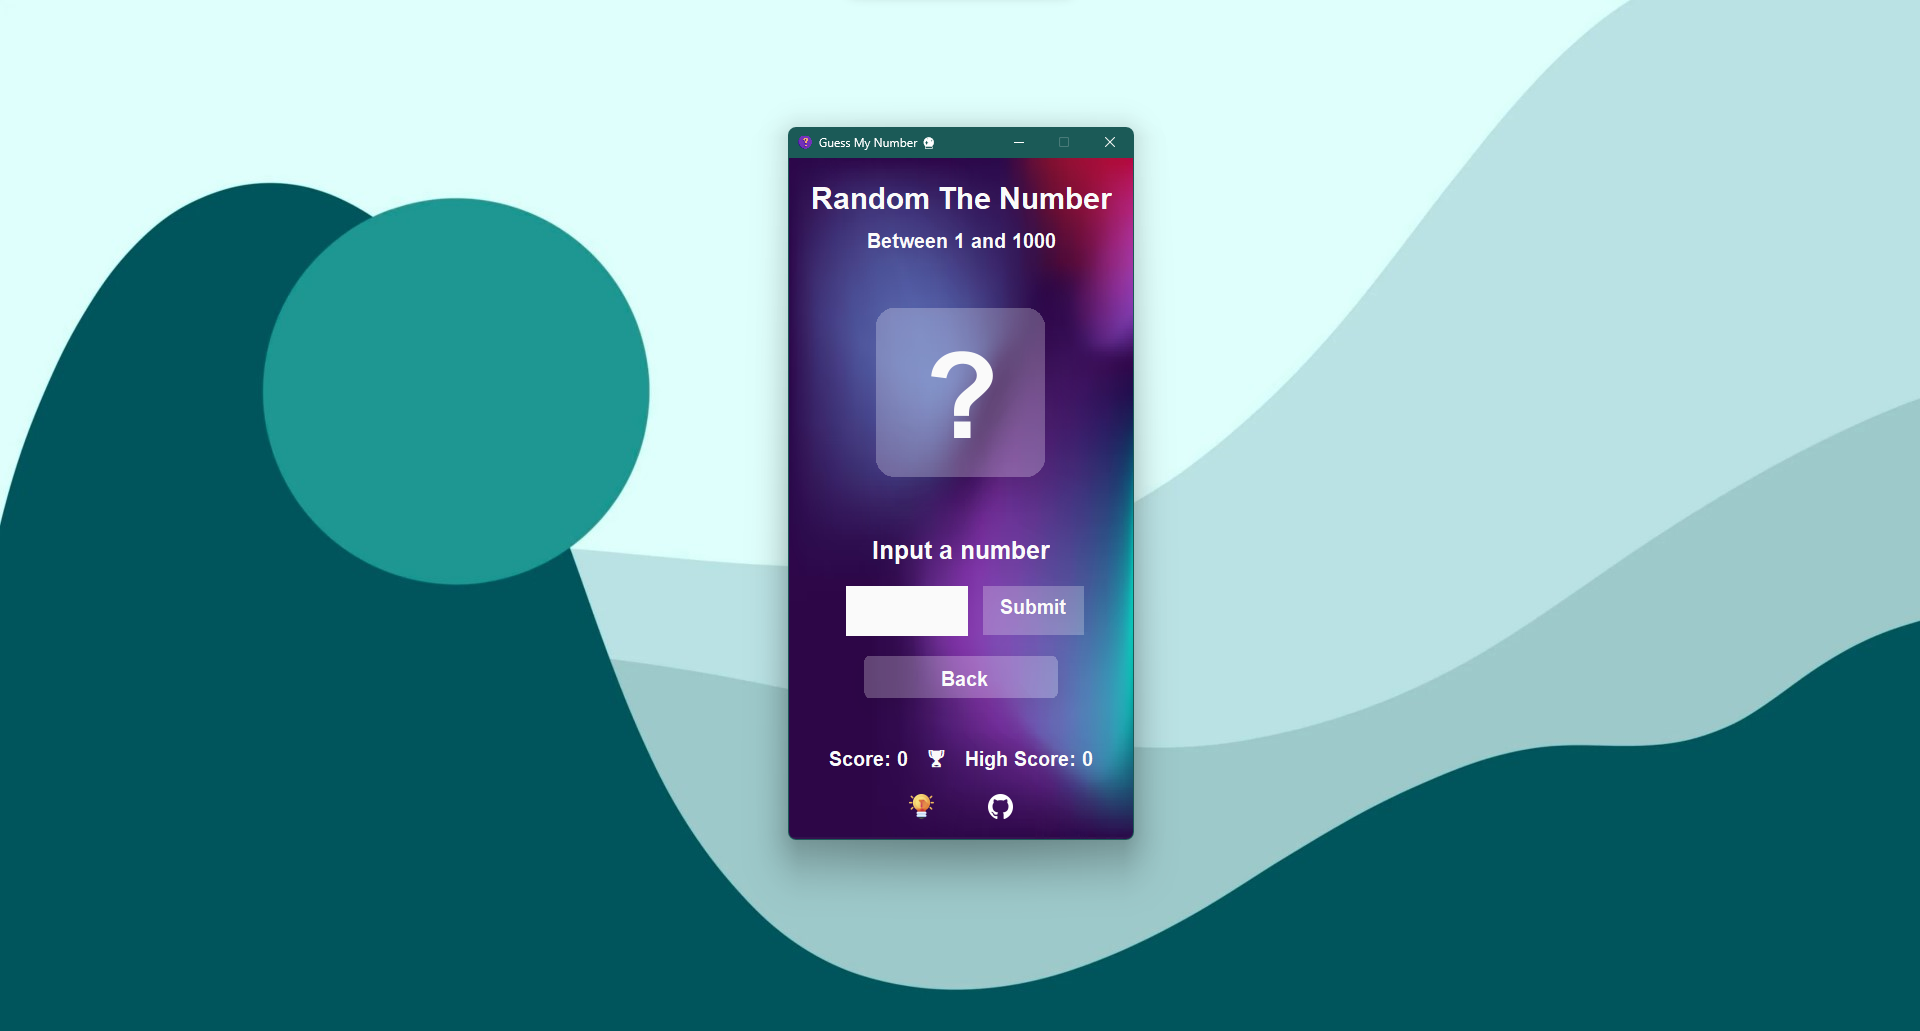 Guess My Number
Random The Number
Between 1 and 1000
?
Input a number
Submit
Back
Score: 0 High Score: 0